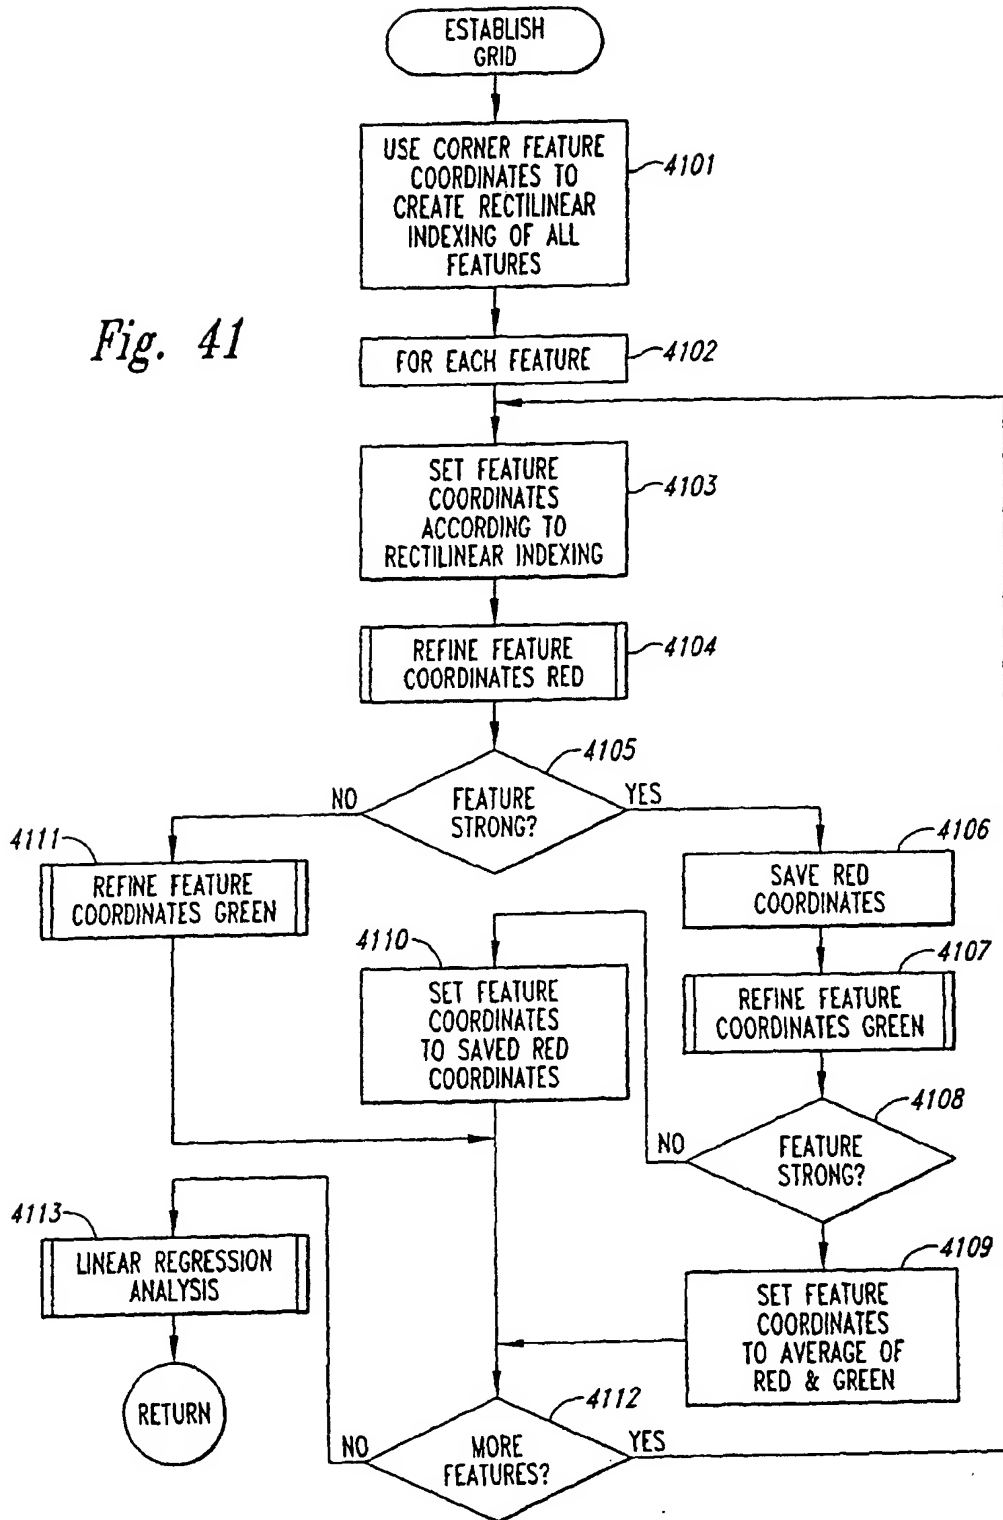 ESTABLISH
GRID
USE CORNER FEATURE
COORDINATES TO
CREATE RECTILINEAR
INDEXING OF ALL
FEATURES
4101
Fig. 41
FOR EACH FEATURE
4102
SET FEATURE
COORDINATES
ACCORDING TO
RECTILINEAR INDEXING
4103
REFINE FEATURE
COORDINATES RED
4104
4105
NO
FEATURE
STRONG?
YES
4111
REFINE FEATURE
COORDINATES GREEN
4106
SAVE RED
COORDINATES
4110
SET FEATURE
COORDINATES
TO SAVED RED
COORDINATES
4107
REFINE FEATURE
COORDINATES GREEN
4108
NO
FEATURE
STRONG?
4113
LINEAR REGRESSION
ANALYSIS
4109
SET FEATURE
COORDINATES
TO AVERAGE OF
RED & GREEN
RETURN
4112
NO
MORE
FEATURES?
YES